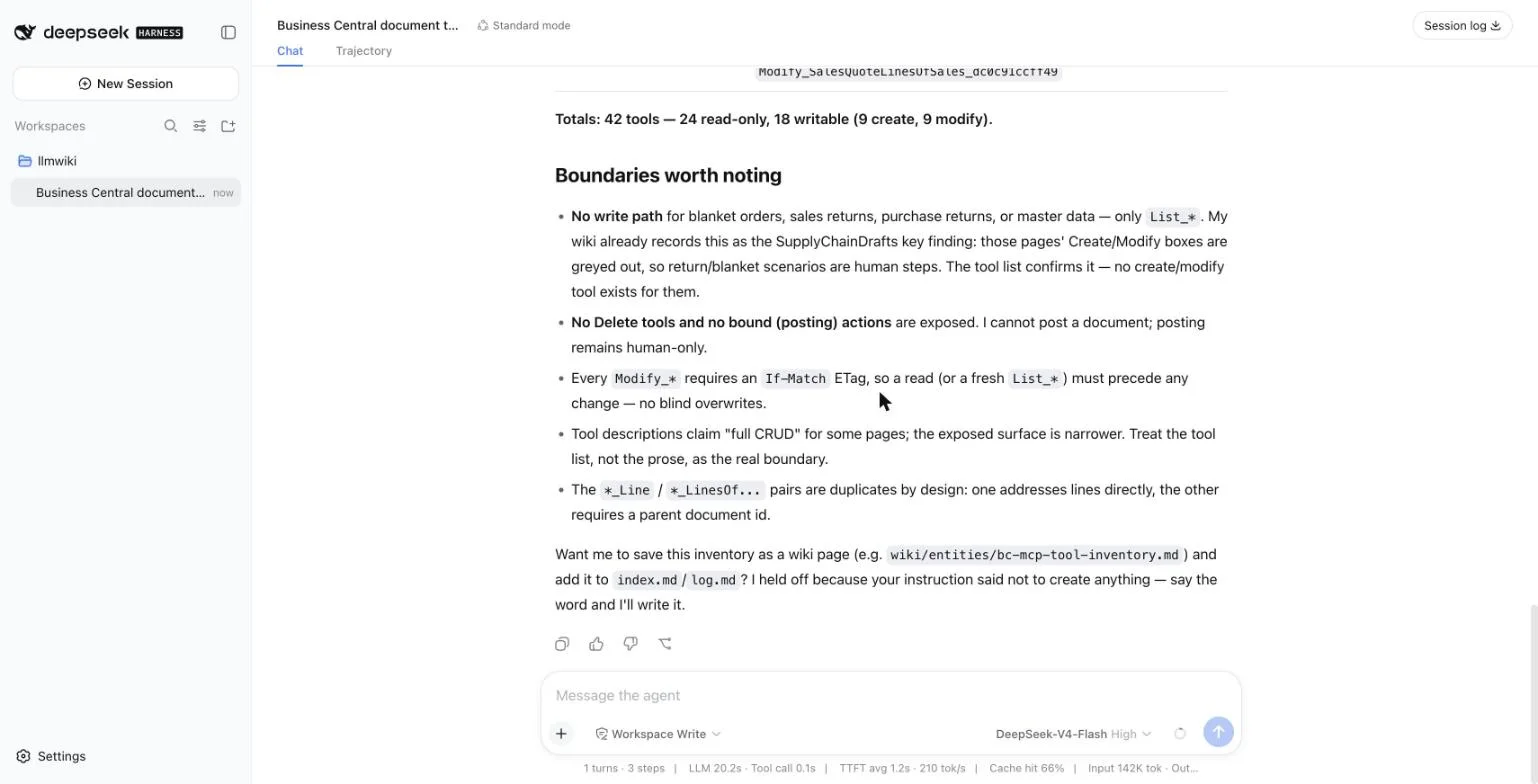 deepseek HARNESS
New Session
Workspaces
llmwiki
Business Central document... now
Settings
Business Central document t... Standard mode
Session log
Chat Trajectory
Modify_SalesQuoteLinesOfSales_dc0c91ccff49
Totals: 42 tools — 24 read-only, 18 writable (9 create, 9 modify).
Boundaries worth noting
• No write path for blanket orders, sales returns, purchase returns, or master data — only List_* . My
wiki already records this as the SupplyChainDrafts key finding: those pages' Create/Modify boxes are
greyed out, so return/blanket scenarios are human steps. The tool list confirms it — no create/modify
tool exists for them.
• No Delete tools and no bound (posting) actions are exposed. I cannot post a document; posting
remains human-only.
• Every Modify_* requires an If-Match ETag, so a read (or a fresh List_* ) must precede any
change — no blind overwrites.
• Tool descriptions claim "full CRUD" for some pages; the exposed surface is narrower. Treat the tool
list, not the prose, as the real boundary.
• The *_Line / *_LinesOf... pairs are duplicates by design: one addresses lines directly, the other
requires a parent document id.
Want me to save this inventory as a wiki page (e.g. wiki/entities/bc-mcp-tool-inventory.md ) and
add it to index.md / log.md ? I held off because your instruction said not to create anything — say the
word and I'll write it.
Message the agent
Workspace Write DeepSeek-V4-Flash High
1 turns · 3 steps | LLM 20.2s · Tool call 0.1s | TTFT avg 1.2s · 210 tok/s | Cache hit 66% | Input 142K tok · Out...